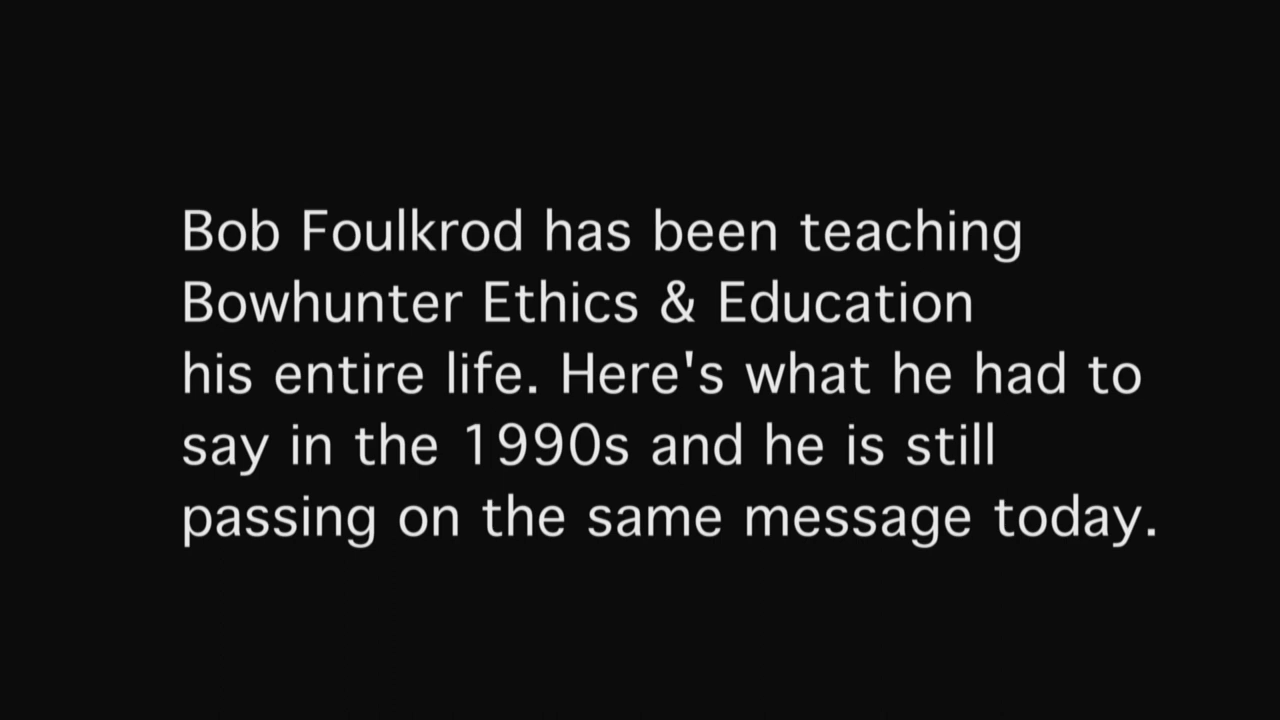 Bob Foulkrod has been teaching
Bowhunter Ethics & Education
his entire life. Here's what he had to
say in the 1990s and he is still
passing on the same message today.